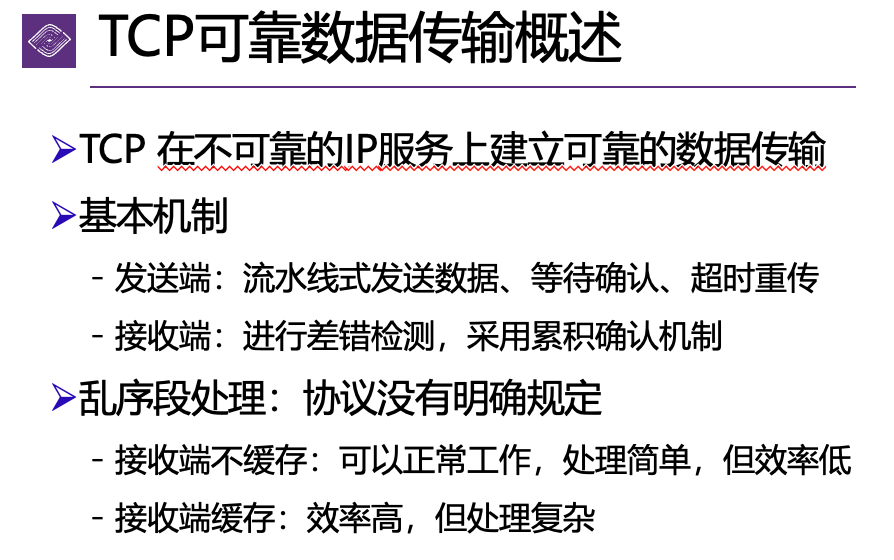 TCP可靠数据传输概述
➢TCP 在不可靠的IP服务上建立可靠的数据传输
➢基本机制
- 发送端：流水线式发送数据、等待确认、超时重传
- 接收端：进行差错检测，采用累积确认机制
➢乱序段处理：协议没有明确规定
- 接收端不缓存：可以正常工作，处理简单，但效率低
- 接收端缓存：效率高，但处理复杂